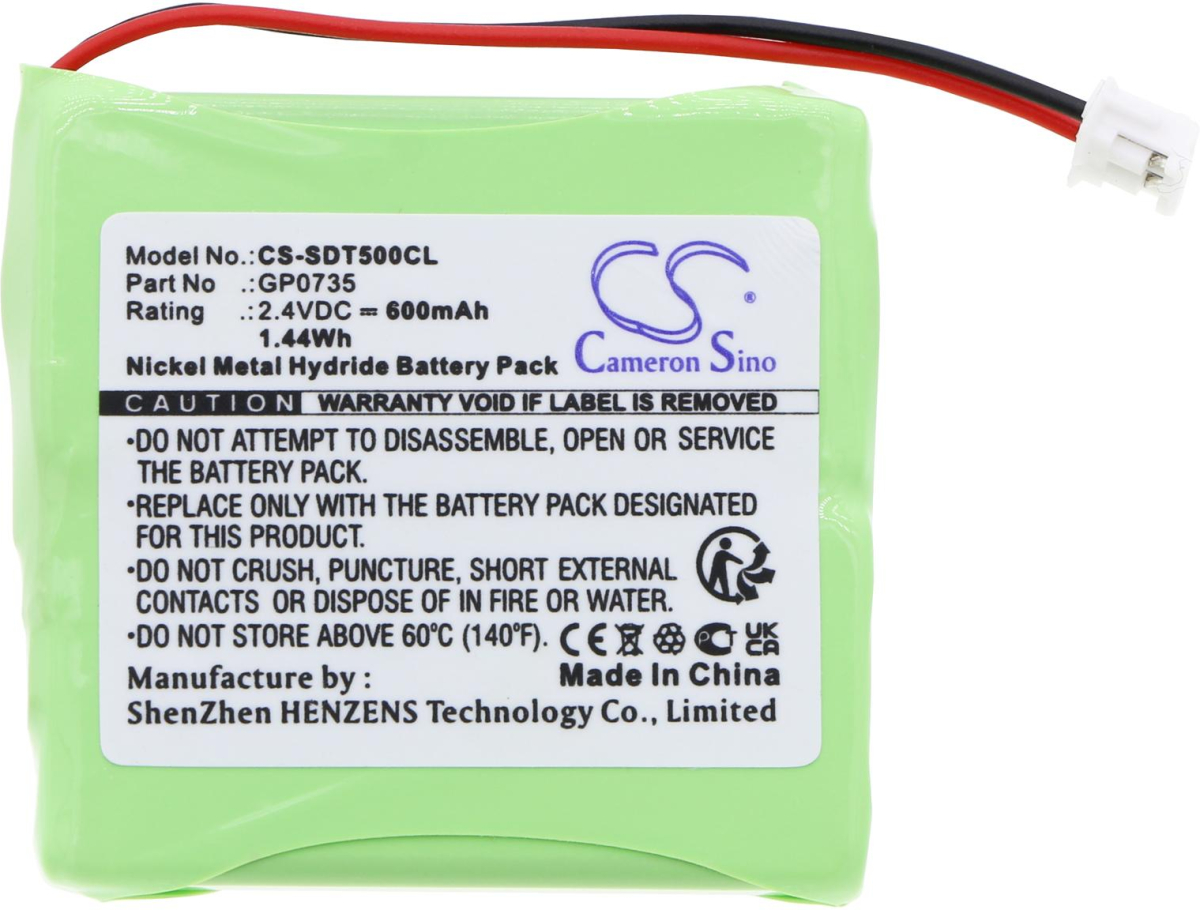 Model No.:CS-SDT500CL
Part No .:GP0735
Rating .:2.4VDC ⎓ 600mAh
1.44Wh
Nickel Metal Hydride Battery Pack
CS ®
Cameron Sino
CAUTION WARRANTY VOID IF LABEL IS REMOVED
•DO NOT ATTEMPT TO DISASSEMBLE, OPEN OR SERVICE
THE BATTERY PACK.
•REPLACE ONLY WITH THE BATTERY PACK DESIGNATED
FOR THIS PRODUCT.
•DO NOT CRUSH, PUNCTURE, SHORT EXTERNAL
CONTACTS OR DISPOSE OF IN FIRE OR WATER.
•DO NOT STORE ABOVE 60°C (140°F). CE PCT UK
CA
Manufacture by : Made In China
ShenZhen HENZENS Technology Co., Limited